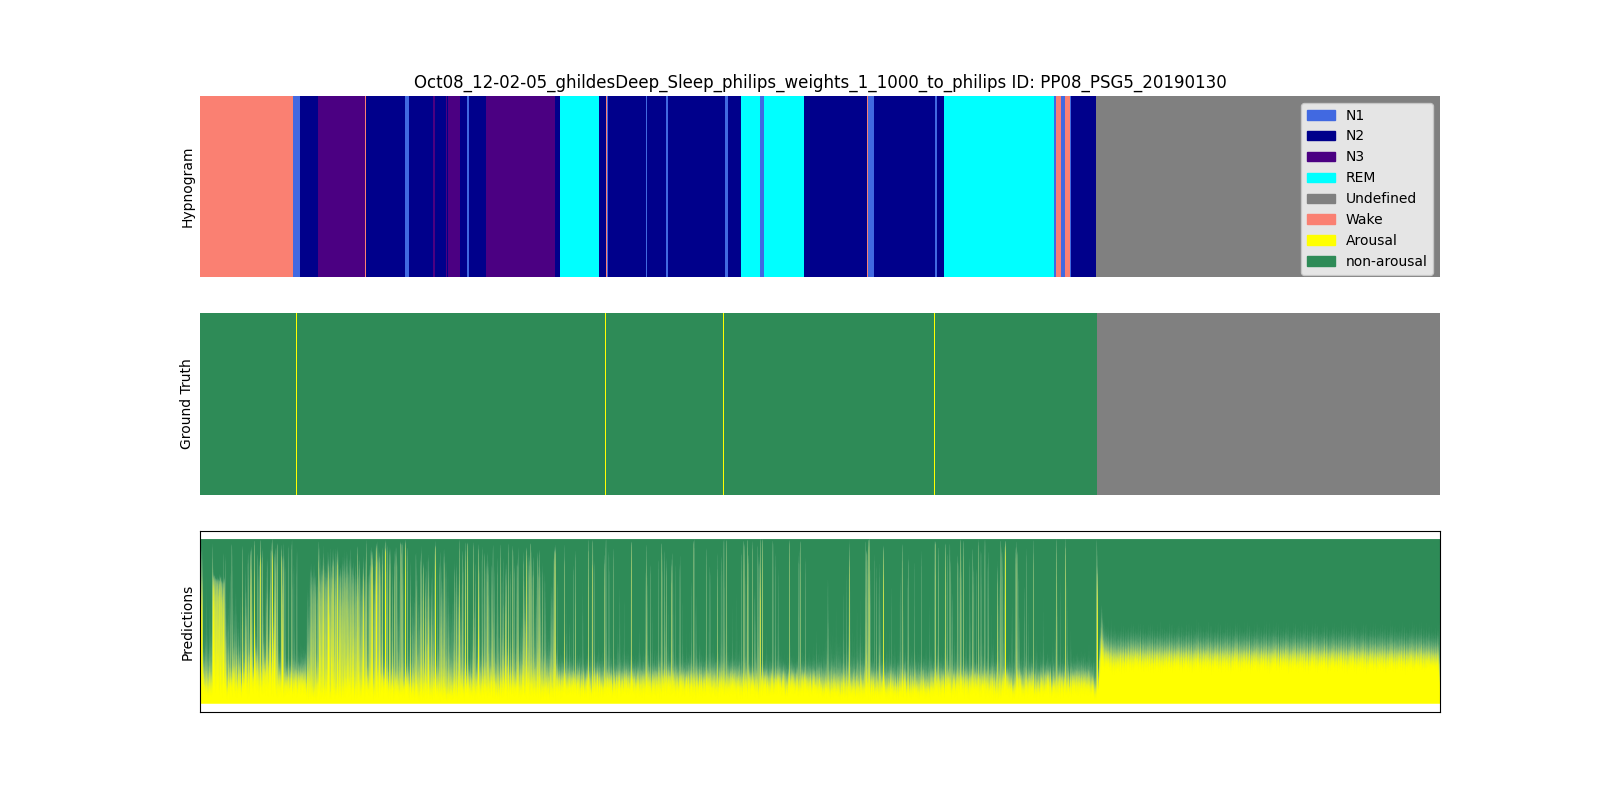 Oct08_12-02-05_ghildesDeep_Sleep_philips_weights_1_1000_to_philips ID: PP08_PSG5_20190130
Hypnogram
N1
N2
N3
REM
Undefined
Wake
Arousal
non-arousal
Ground Truth
Predictions